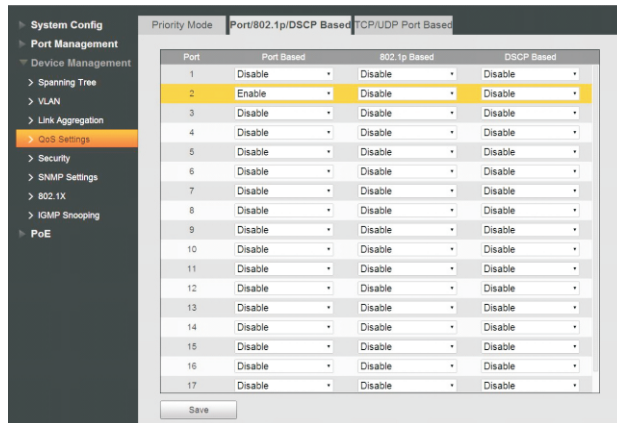 System Config
Port Management
Device Management
Spanning Tree
VLAN
Link Aggregation
QoS Settings
Security
SNMP Settings
802.1X
IGMP Snooping
PoE
Priority Mode Port/802.1p/DSCP Based TCP/UDP Port Based
Port Port Based 802.1p Based DSCP Based
1 Disable Disable Disable
2 Enable Disable Disable
3 Disable Disable Disable
4 Disable Disable Disable
5 Disable Disable Disable
6 Disable Disable Disable
7 Disable Disable Disable
8 Disable Disable Disable
9 Disable Disable Disable
10 Disable Disable Disable
11 Disable Disable Disable
12 Disable Disable Disable
13 Disable Disable Disable
14 Disable Disable Disable
15 Disable Disable Disable
16 Disable Disable Disable
17 Disable Disable Disable
Save